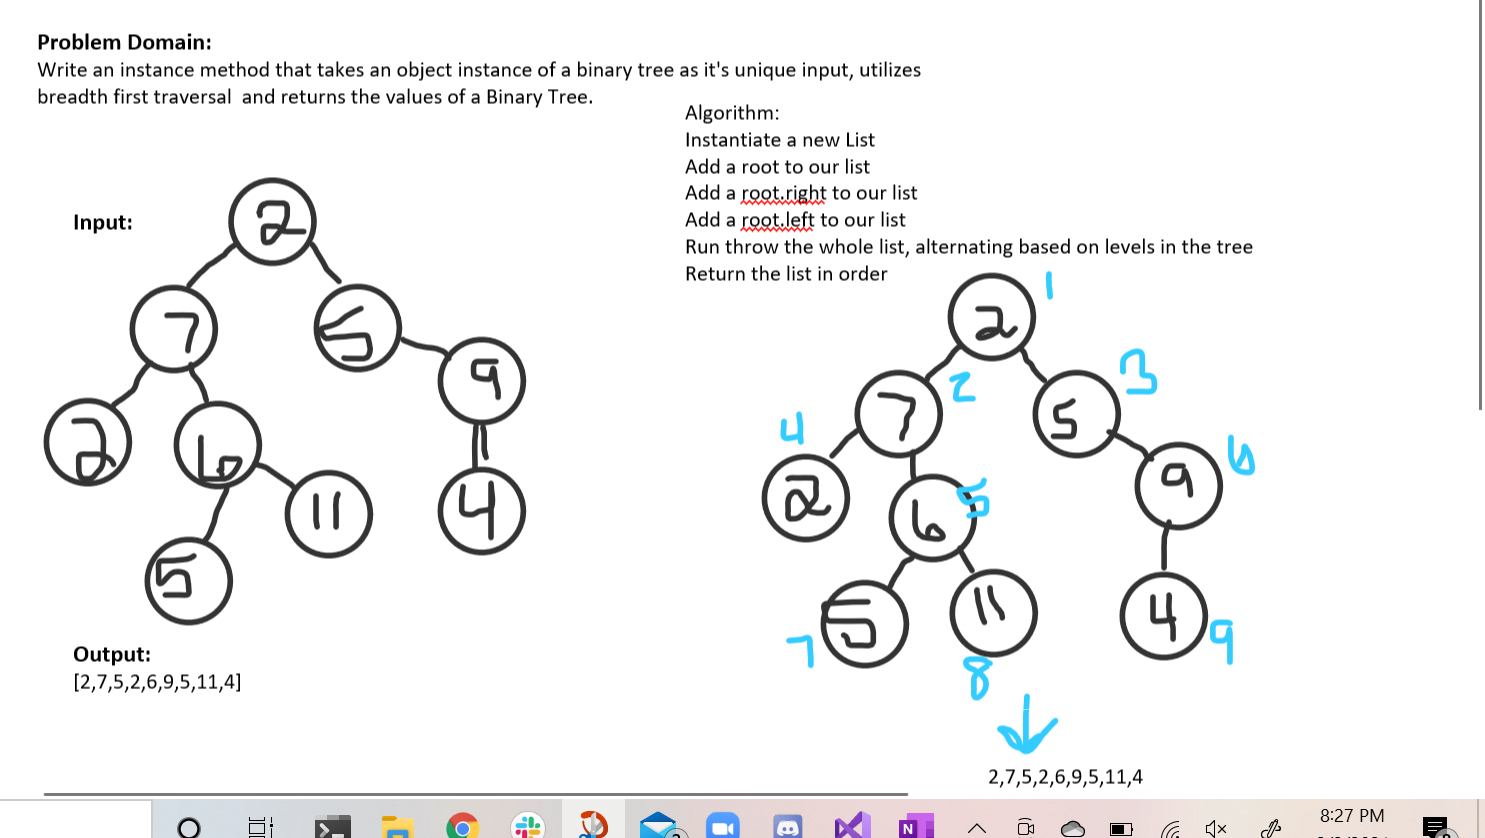 Problem Domain:
Write an instance method that takes an object instance of a binary tree as it's unique input, utilizes
breadth first traversal and returns the values of a Binary Tree.
Algorithm:
Instantiate a new List
Add a root to our list
Add a root.right to our list
Add a root.left to our list
Run throw the whole list, alternating based on levels in the tree
Return the list in order
Input:
2
7
5
9
2
6
11
4
5
Output:
[2,7,5,2,6,9,5,11,4]
2 1
7 2
5 3
2 4
6 5
9 6
5 7
11 8
4 9
2,7,5,2,6,9,5,11,4
N
8:27 PM